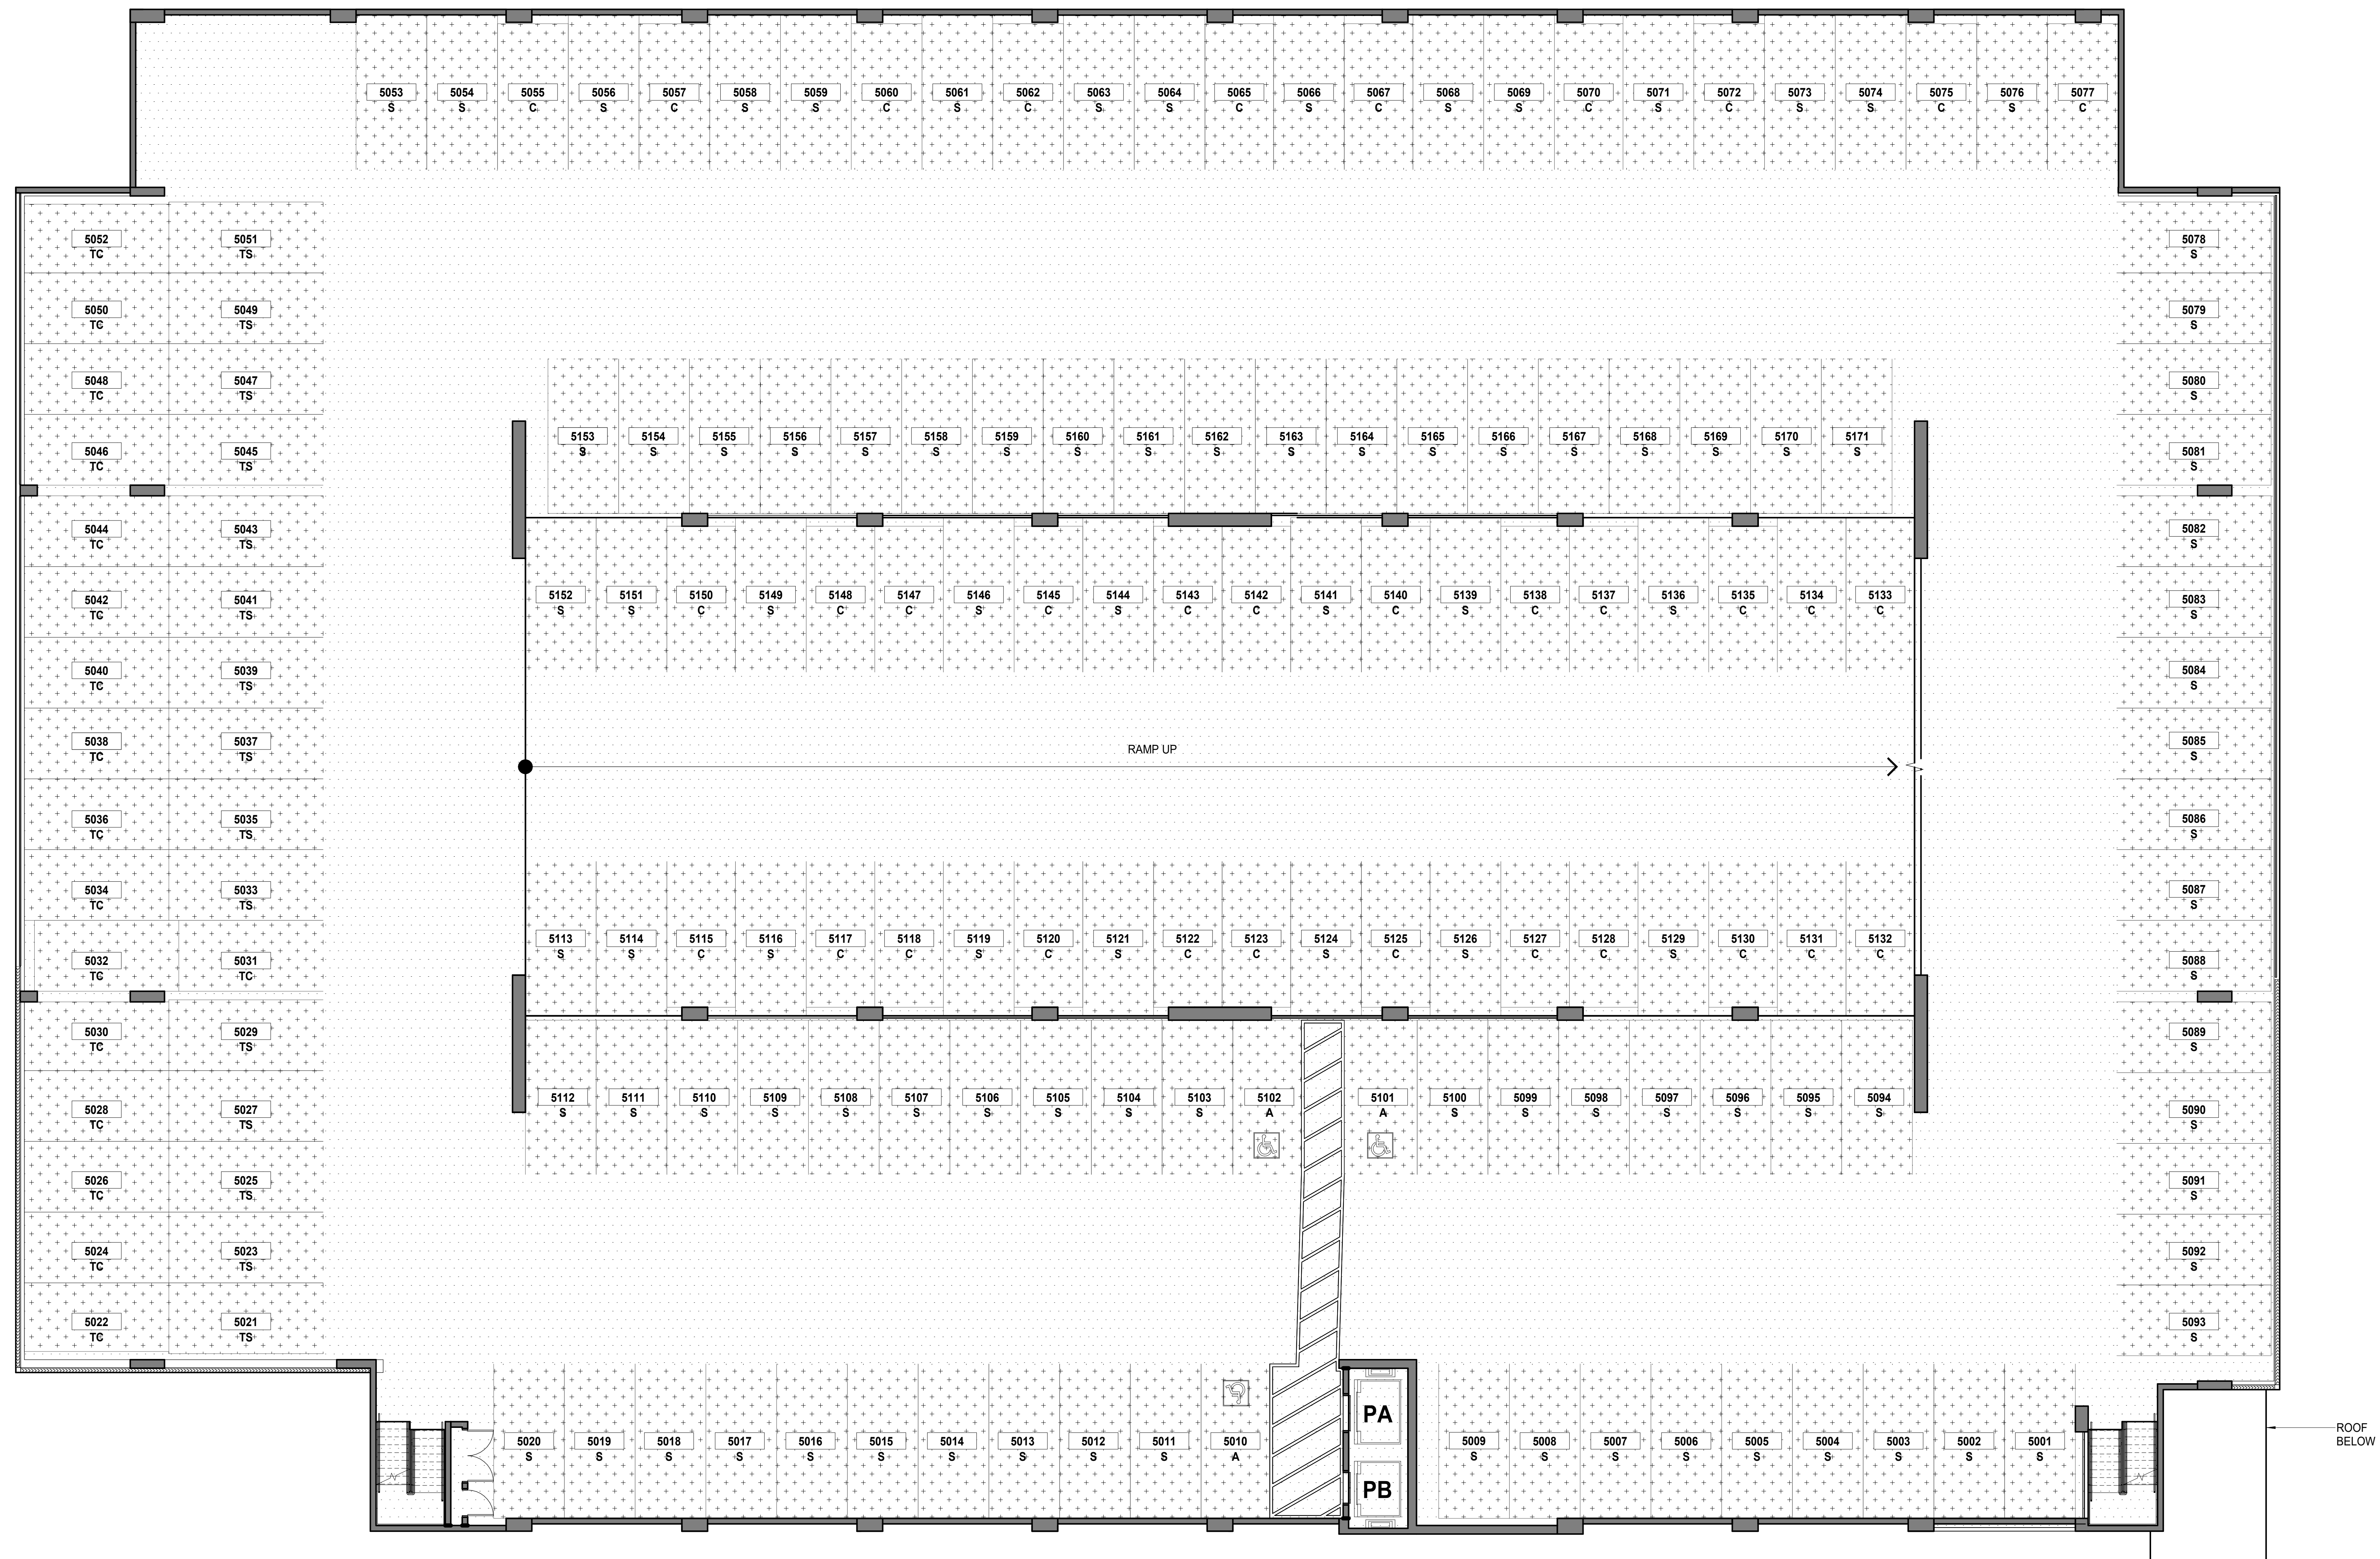 5053 5054 5055 5056 5057 5058 5059 5060 5061 5062 5063 5064 5065 5066 5067 5068 5069 5070 5071 5072 5073 5074 5075 5076 5077
S S C S C S S C S C S S C S C S S C S C S S C S C
5052 5051 5078
TC TS S
5050 5049 5079
TC TS S
5048 5047 5080
TC TS S
5153 5154 5155 5156 5157 5158 5159 5160 5161 5162 5163 5164 5165 5166 5167 5168 5169 5170 5171
S S S S S S S S S S S S S S S S S S S
5046 5045 5081
TC TS S
5044 5043 5082
TC TS S
5152 5151 5150 5149 5148 5147 5146 5145 5144 5143 5142 5141 5140 5139 5138 5137 5136 5135 5134 5133
S S C S C C S C S C C S C S C C S C C C
5042 5041 5083
TC TS S
5040 5039 5084
TC TS S
5038 5037 5085
TC TS S
RAMP UP
5036 5035 5086
TC TS S
5034 5033 5087
TC TS S
5113 5114 5115 5116 5117 5118 5119 5120 5121 5122 5123 5124 5125 5126 5127 5128 5129 5130 5131 5132
S S C S C C S C S C C S C S C C S C C C
5032 5031 5088
TC TC S
5030 5029 5089
TC TS S
5112 5111 5110 5109 5108 5107 5106 5105 5104 5103 5102 5101 5100 5099 5098 5097 5096 5095 5094
S S S S S S S S S S A A S S S S S S S
5028 5027 5090
TC TS S
5026 5025 5091
TC TS S
5024 5023 5092
TC TS S
5022 5021 5093
TC TS S
PA
ROOF
BELOW
5020 5019 5018 5017 5016 5015 5014 5013 5012 5011 5010 5009 5008 5007 5006 5005 5004 5003 5002 5001
S S S S S S S S S S A S S S S S S S S S
PB